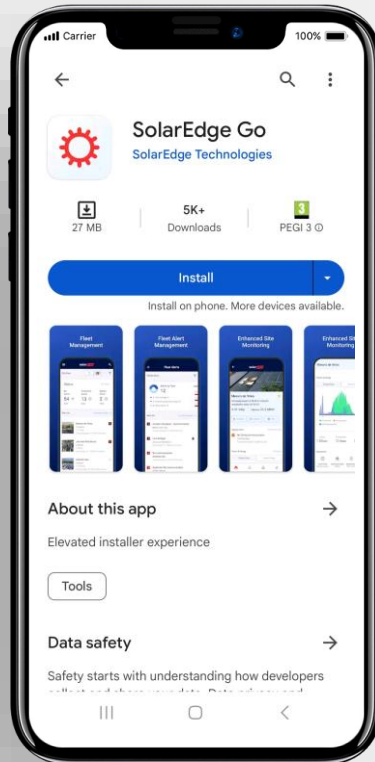 Carrier
100%
SolarEdge Go
SolarEdge Technologies
27 MB
5K+
Downloads
3
PEGI 3
Install
Install on phone. More devices available.
Fleet
Management
Fleet Alert
Management
Enhanced Site
Monitoring
Enhanced
Monitoring
About this app
Elevated installer experience
Tools
Data safety
Safety starts with understanding how developers